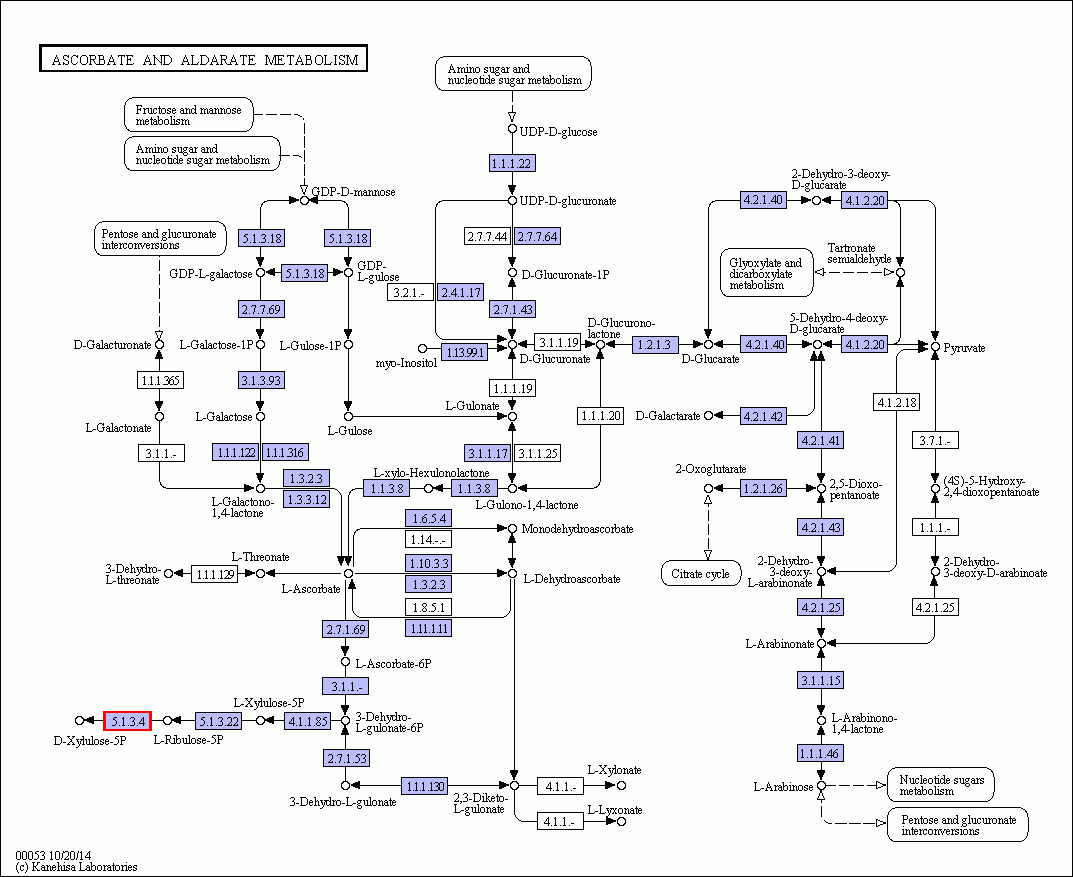 ASCORBATE AND ALDARATE METABOLISM
Amino sugar and
nucleotide sugar metabolism
Fructose and mannose
metabolism
Amino sugar and
nucleotide sugar metabolism
UDP-D-glucose
1.1.1.22
GDP-D-mannose
UDP-D-glucuronate
2-Dehydro-3-deoxy-
D-glucarate
4.2.1.40
4.1.2.20
Pentose and glucuronate
interconversions
5.1.3.18
5.1.3.18
2.7.7.44
2.7.7.64
Tartronate
semialdehyde
Glyoxylate and
dicarboxylate
metabolism
GDP-L-galactose
5.1.3.18
GDP-
L-gulose
D-Glucuronate-1P
3.2.1.-
2.4.1.17
2.7.7.69
2.7.1.43
D-Glucurono-
lactone
5-Dehydro-4-deoxy-
D-glucarate
D-Galacturonate
L-Galactose-1P
L-Gulose-1P
myo-Inositol
1.13.99.1
D-Glucuronate
3.1.1.19
1.2.1.3
D-Glucarate
4.2.1.40
4.1.2.20
Pyruvate
1.1.1.365
3.1.3.93
1.1.1.19
L-Galactonate
L-Galactose
L-Gulose
L-Gulonate
1.1.1.20
D-Galactarate
4.2.1.42
4.1.2.18
3.1.1.-
1.1.1.122
1.1.1.316
3.1.1.17
3.1.1.25
4.2.1.41
3.7.1.-
1.3.2.3
1.3.3.12
L-Galactono-
1,4-lactone
L-xylo-Hexulonolactone
1.1.3.8
1.1.3.8
L-Gulono-1,4-lactone
2-Oxoglutarate
1.2.1.26
2,5-Dioxo-
pentanoate
(4S)-5-Hydroxy-
2,4-dioxopentanoate
1.6.5.4
1.14.-.-
Monodehydroascorbate
4.2.1.43
1.1.1.-
3-Dehydro-
L-threonate
1.1.1.129
L-Threonate
L-Ascorbate
1.10.3.3
1.3.2.3
L-Dehydroascorbate
Citrate cycle
2-Dehydro-
3-deoxy-
L-arabinonate
2-Dehydro-
3-deoxy-D-arabinoate
1.8.5.1
1.11.1.11
4.2.1.25
4.2.1.25
2.7.1.69
L-Arabinonate
L-Ascorbate-6P
3.1.1.-
3.1.1.15
D-Xylulose-5P
5.1.3.4
L-Ribulose-5P
5.1.3.22
L-Xylulose-5P
4.1.1.85
3-Dehydro-
L-gulonate-6P
L-Arabinono-
1,4-lactone
2.7.1.53
1.1.1.46
3-Dehydro-L-gulonate
1.1.1.130
2,3-Diketo-
L-gulonate
4.1.1.-
L-Xylonate
4.1.1.-
L-Lyxonate
L-Arabinose
Nucleotide sugars
metabolism
Pentose and glucuronate
interconversions
00053 10/20/14
(c) Kanehisa Laboratories